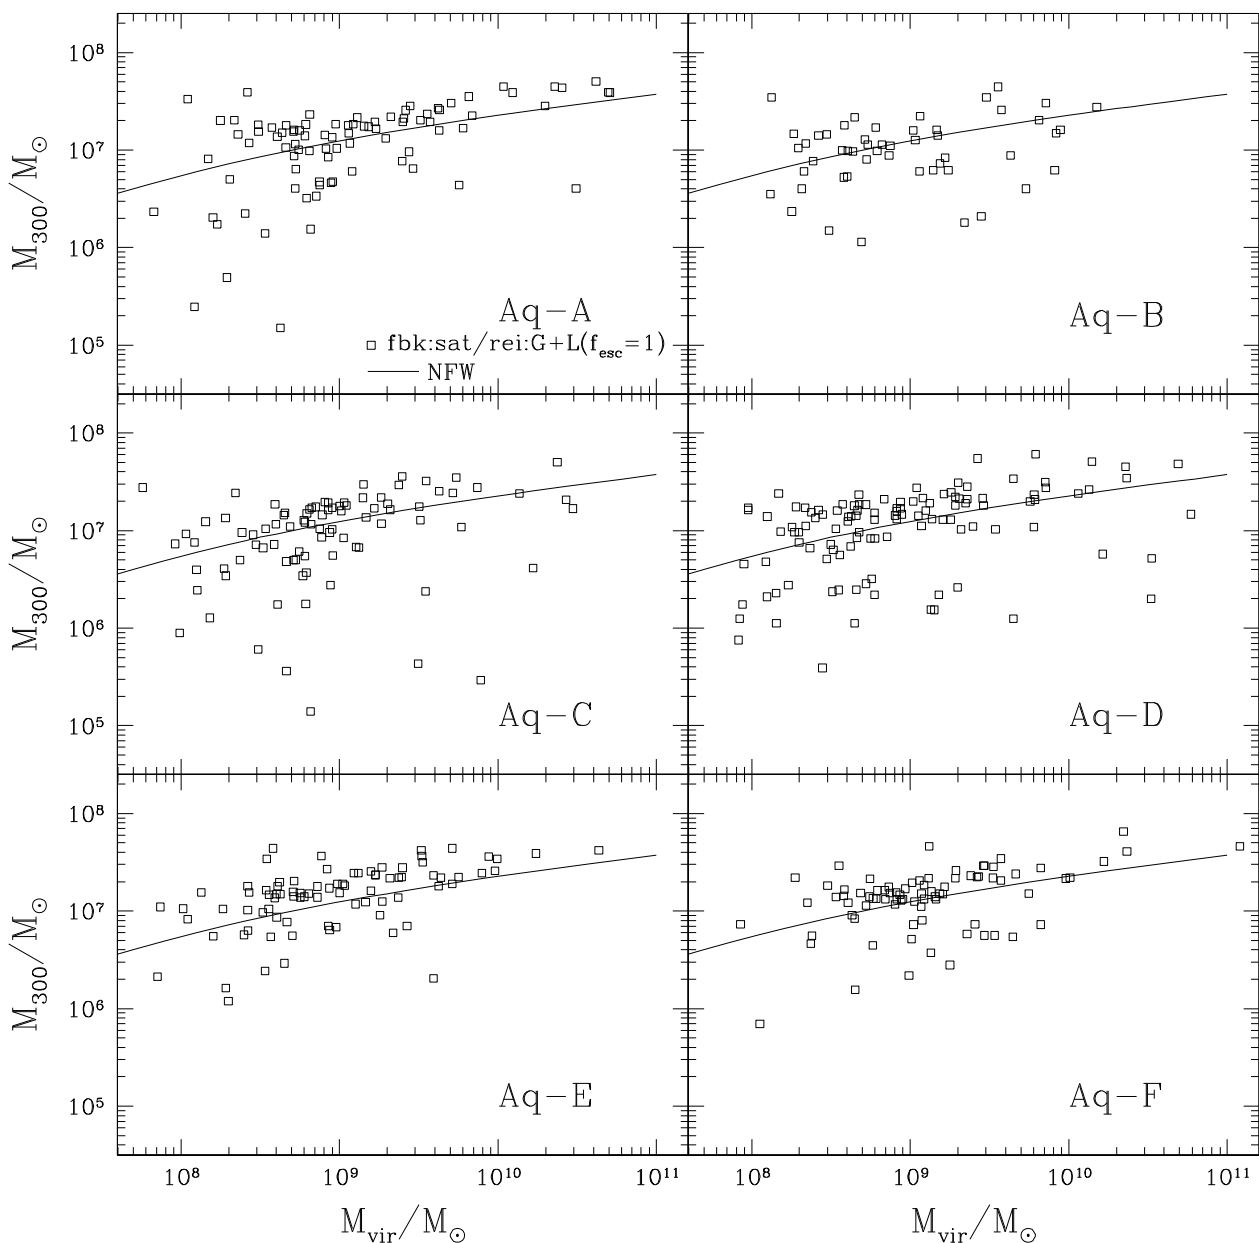 10⁸
10⁷
10⁶
10⁵
M₃₀₀/M☉
Aq-A
fbk:sat/rei:G+L(f_esc=1)
NFW
Aq-B
10⁸
10⁷
10⁶
10⁵
M₃₀₀/M☉
Aq-C
Aq-D
10⁸
10⁷
10⁶
10⁵
M₃₀₀/M☉
Aq-E
Aq-F
10⁸ 10⁹ 10¹⁰ 10¹¹ 10⁸ 10⁹ 10¹⁰ 10¹¹
M_vir/M☉ M_vir/M☉